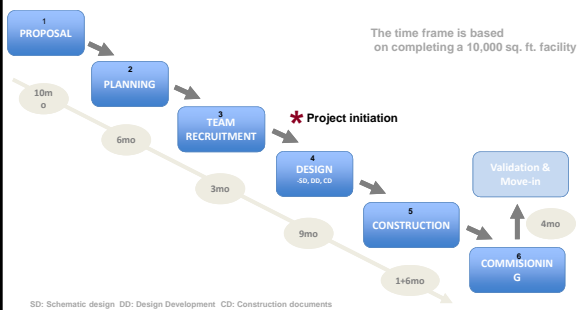 1
PROPOSAL
The time frame is based
on completing a 10,000 sq. ft. facility
2
PLANNING
10m
o
3
TEAM
RECRUITMENT
* Project initiation
6mo
4
DESIGN
-SD, DD, CD
Validation &
Move-in
3mo
5
CONSTRUCTION
4mo
9mo
6
COMMISIONIN
G
1+6mo
SD: Schematic design DD: Design Development CD: Construction documents